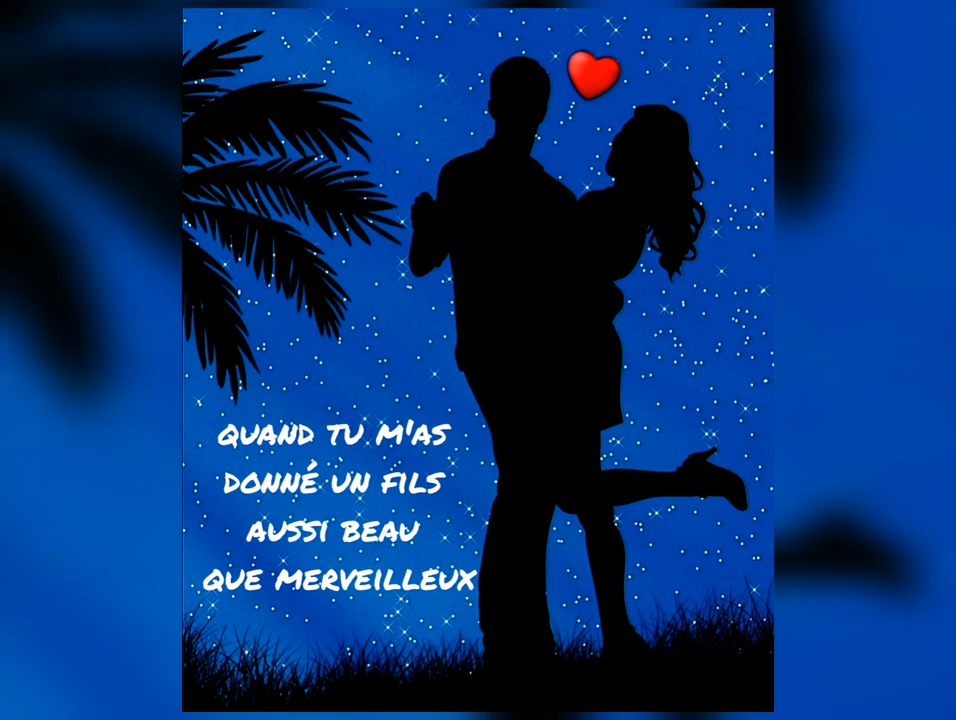 QUAND TU M'AS
DONNÉ UN FILS
AUSSI BEAU
QUE MERVEILLEUX